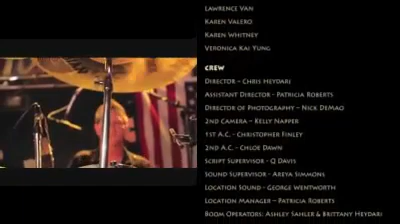 Lawrence Van
Karen Valero
Karen Whitney
Veronica Kai Yung
CREW
Director – Chris Heydari
Assistant Director - Patricia Roberts
Director of Photography – Nick DeMao
2nd Camera – Kelly Napper
1st A.C. - Christopher Finley
2nd A.C. - Chloe Dawn
Script Supervisor - Q Davis
Sound Supervisor - Areya Simmons
Location Sound - George Wentworth
Location Manager – Patricia Roberts
Boom Operators: Ashley Sahler & Brittany Heydari